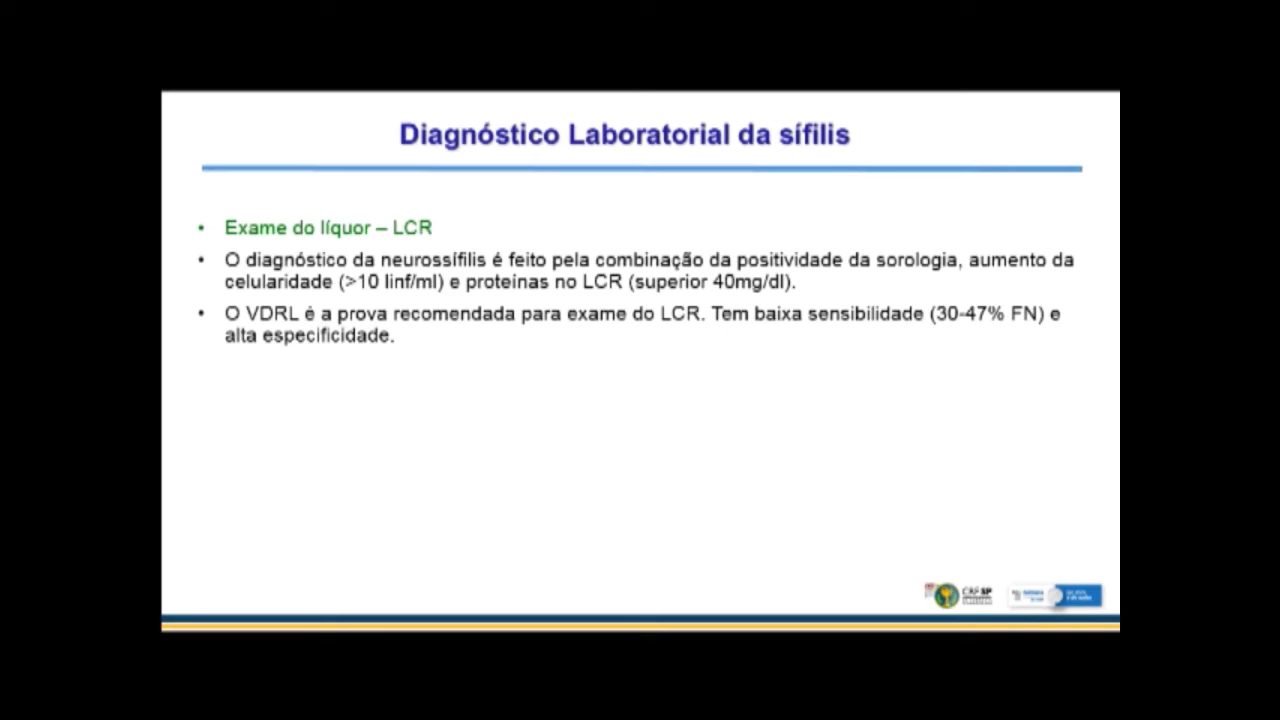 Diagnóstico Laboratorial da sífilis
• Exame do líquor – LCR
• O diagnóstico da neurossífilis é feito pela combinação da positividade da sorologia, aumento da
celularidade (>10 linf/ml) e proteínas no LCR (superior 40mg/dl).
• O VDRL é a prova recomendada para exame do LCR. Tem baixa sensibilidade (30-47% FN) e
alta especificidade.
CRF SP